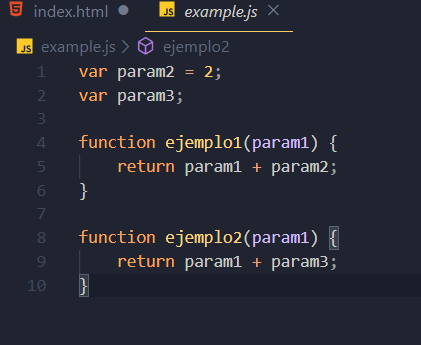 index.html
JS example.js
JS example.js > ejemplo2
1 var param2 = 2;
2 var param3;
3
4 function ejemplo1(param1) {
5 return param1 + param2;
6 }
7
8 function ejemplo2(param1) {
9 return param1 + param3;
10 }